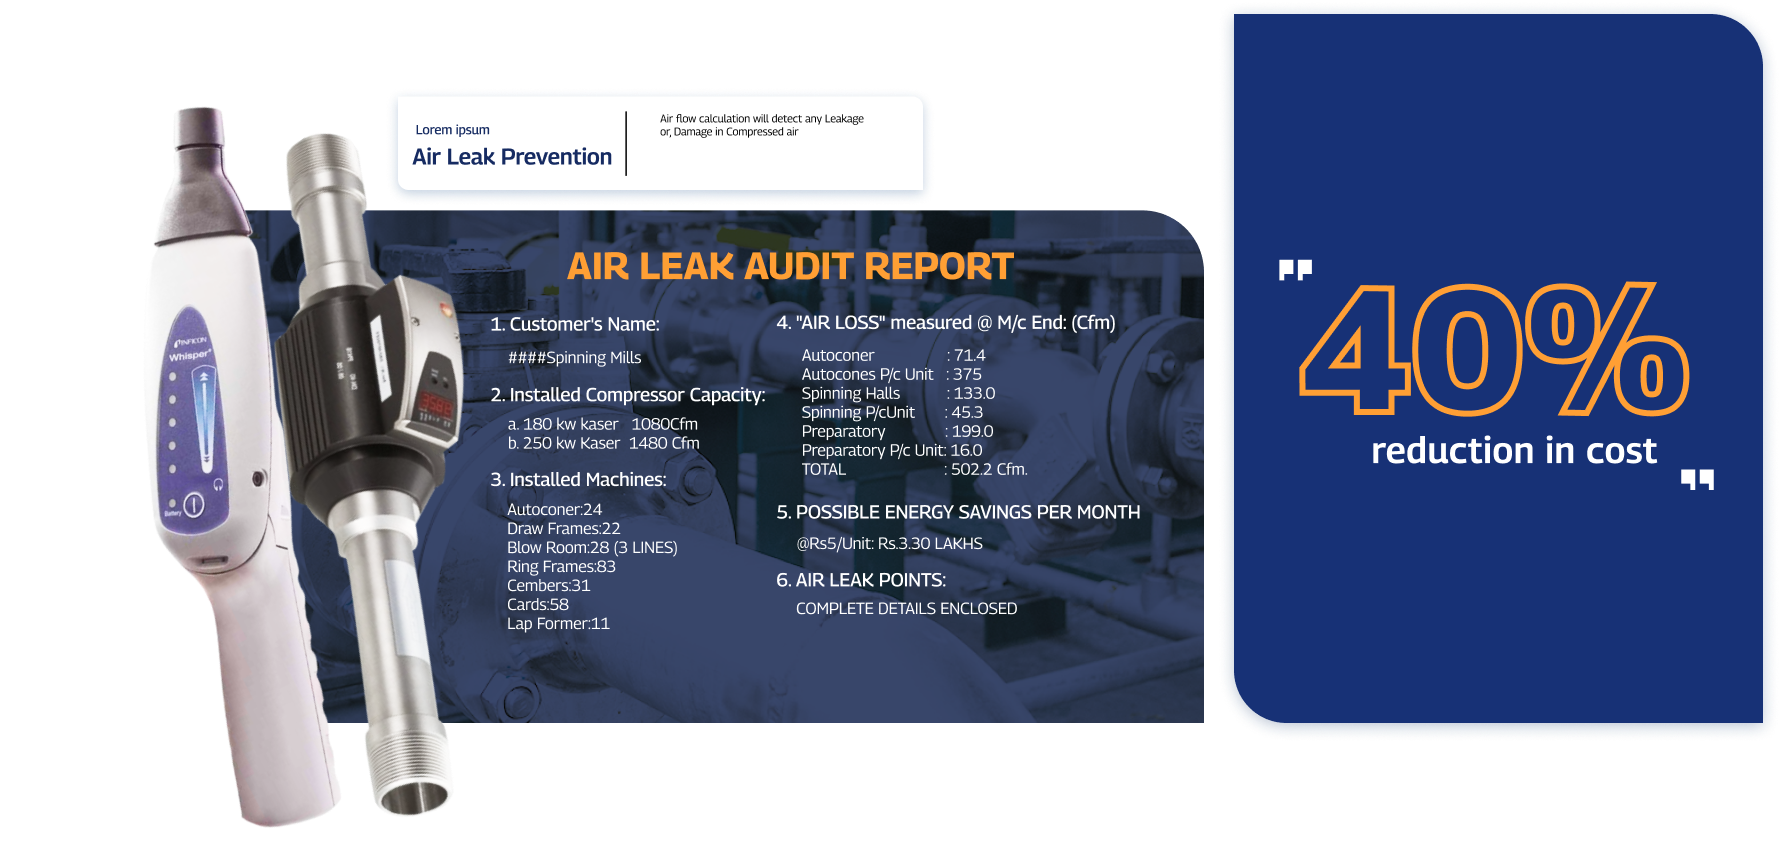 Lorem ipsum
Air Leak Prevention
Air flow calculation will detect any Leakage
or, Damage in Compressed air
AIR LEAK AUDIT REPORT
1. Customer's Name:
####Spinning Mills
2. Installed Compressor Capacity:
a. 180 kw kaser 1080Cfm
b. 250 kw Kaser 1480 Cfm
3. Installed Machines:
Autoconer:24
Draw Frames:22
Blow Room:28 (3 LINES)
Ring Frames:83
Cembers:31
Cards:58
Lap Former:11
4. "AIR LOSS" measured @ M/c End: (Cfm)
Autoconer : 71.4
Autocones P/c Unit : 375
Spinning Halls : 133.0
Spinning P/cUnit : 45.3
Preparatory : 199.0
Preparatory P/c Unit: 16.0
TOTAL : 502.2 Cfm.
5. POSSIBLE ENERGY SAVINGS PER MONTH
@Rs5/Unit: Rs.3.30 LAKHS
6. AIR LEAK POINTS:
COMPLETE DETAILS ENCLOSED
"40%
reduction in cost"
INFICON
Whisper
Battery